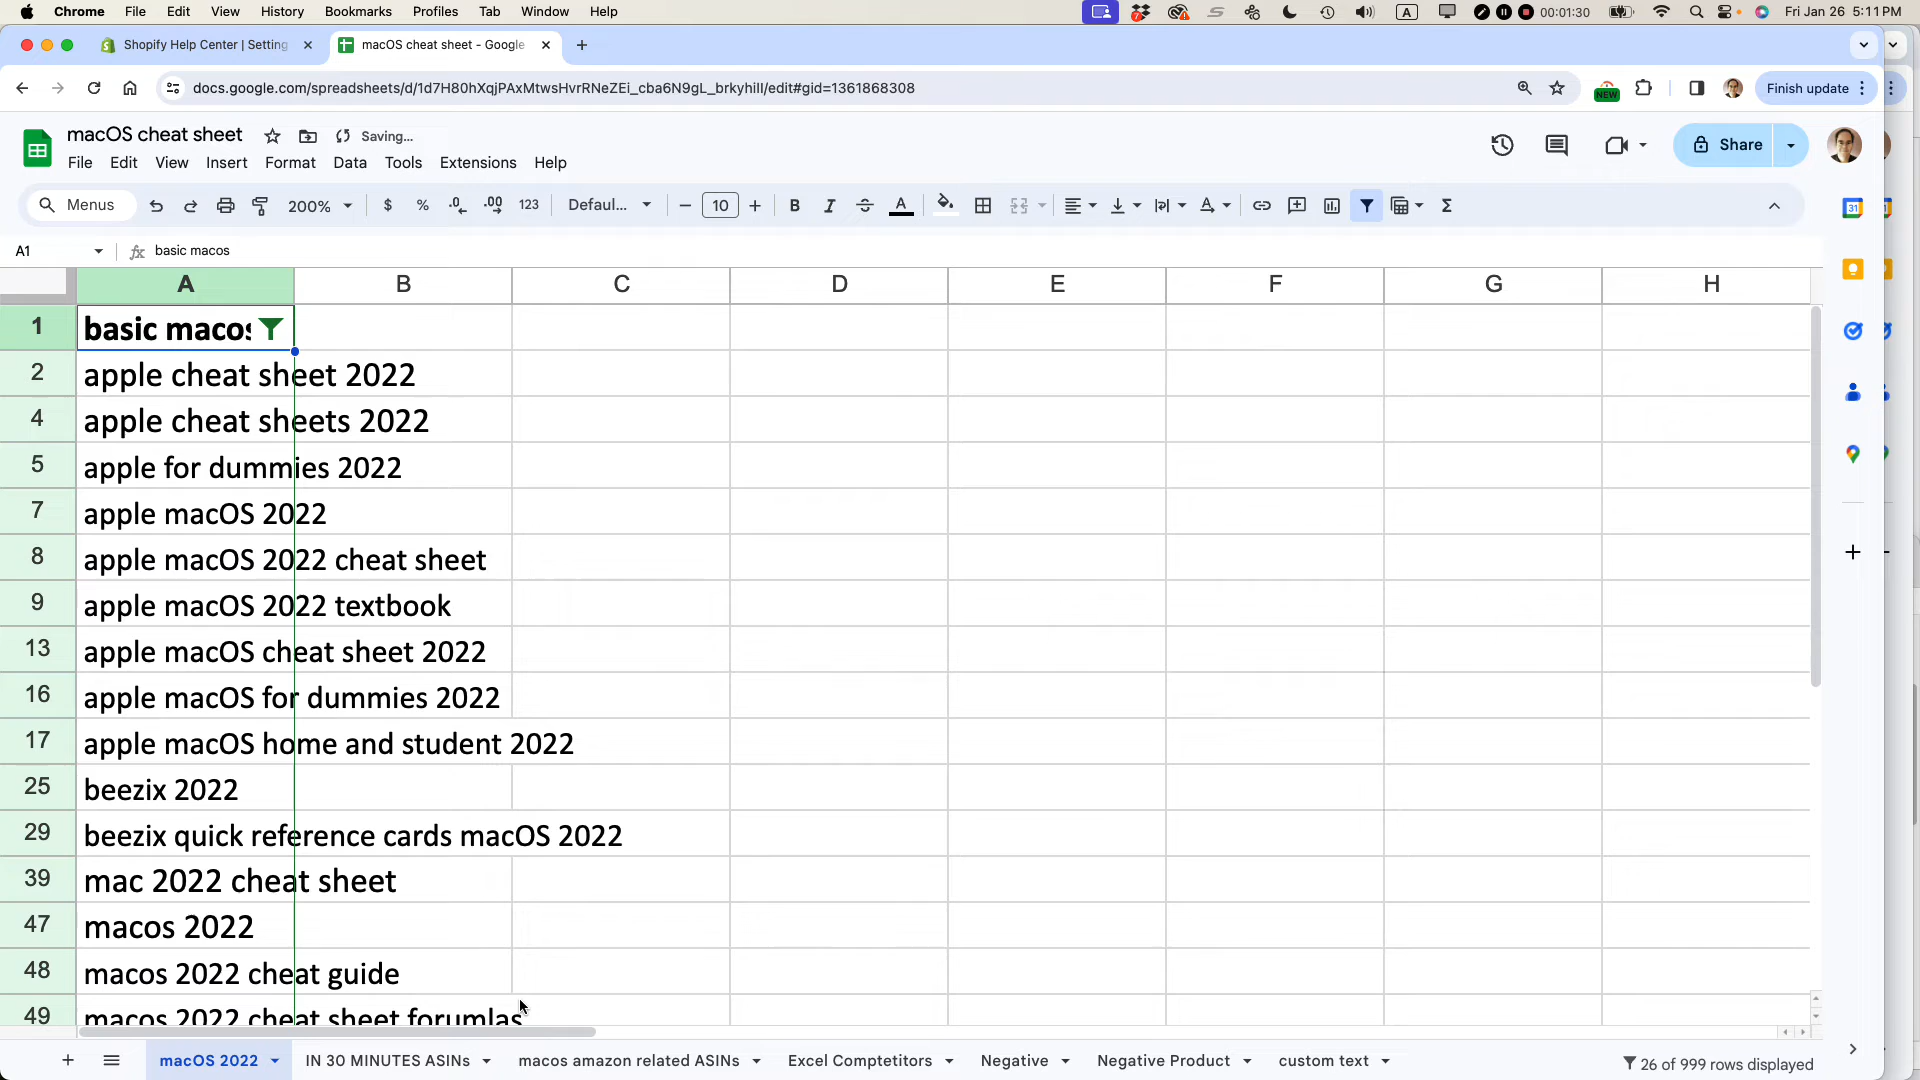 Chrome File Edit View History Bookmarks Profiles Tab Window Help A 00:01:30 Fri Jan 26 5:11 PM
Shopify Help Center | Setting macOS cheat sheet - Google
docs.google.com/spreadsheets/d/1d7H80hXqjPAxMtwsHvrRNeZEi_cba6N9gL_brkyhill/edit#gid=1361868308 NEW Finish update
macOS cheat sheet Saving...
File Edit View Insert Format Data Tools Extensions Help Share
Menus 200% $ % .0 .00 123 Defaul... 10 B I A Σ
A1 fx basic macos
A B C D E F G H
1 basic macos
2 apple cheat sheet 2022
4 apple cheat sheets 2022
5 apple for dummies 2022
7 apple macOS 2022
8 apple macOS 2022 cheat sheet
9 apple macOS 2022 textbook
13 apple macOS cheat sheet 2022
16 apple macOS for dummies 2022
17 apple macOS home and student 2022
25 beezix 2022
29 beezix quick reference cards macOS 2022
39 mac 2022 cheat sheet
47 macos 2022
48 macos 2022 cheat guide
49 macos 2022 cheat sheet forumlas
macOS 2022 IN 30 MINUTES ASINs macos amazon related ASINs Excel Comptetitors Negative Negative Product custom text 26 of 999 rows displayed